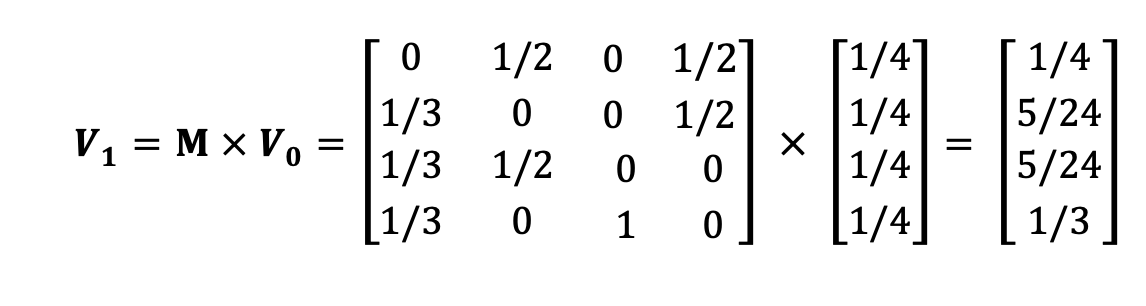 V₁ = M × V₀ = [0 1/2 0 1/2; 1/3 0 0 1/2; 1/3 1/2 0 0; 1/3 0 1 0] × [1/4; 1/4; 1/4; 1/4] = [1/4; 5/24; 5/24; 1/3]